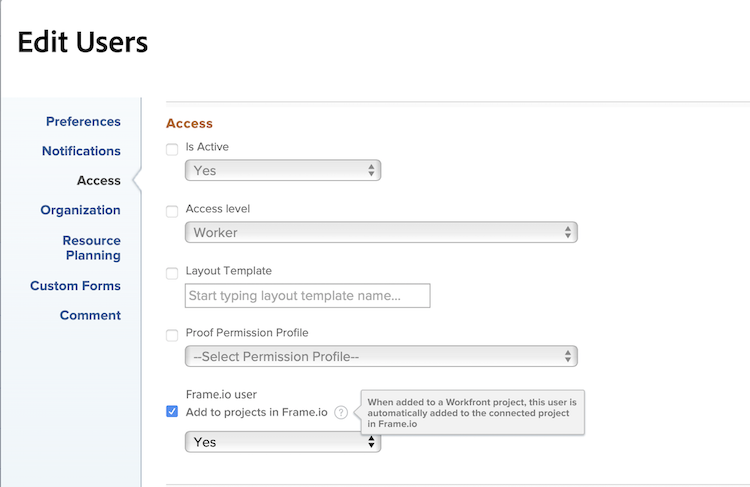 Edit Users
Preferences
Notifications
Access
Organization
Resource
Planning
Custom Forms
Comment
Access
Is Active
Yes
Access level
Worker
Layout Template
Start typing layout template name...
Proof Permission Profile
--Select Permission Profile--
Frame.io user
Add to projects in Frame.io ?
When added to a Workfront project, this user is
automatically added to the connected project
in Frame.io
Yes